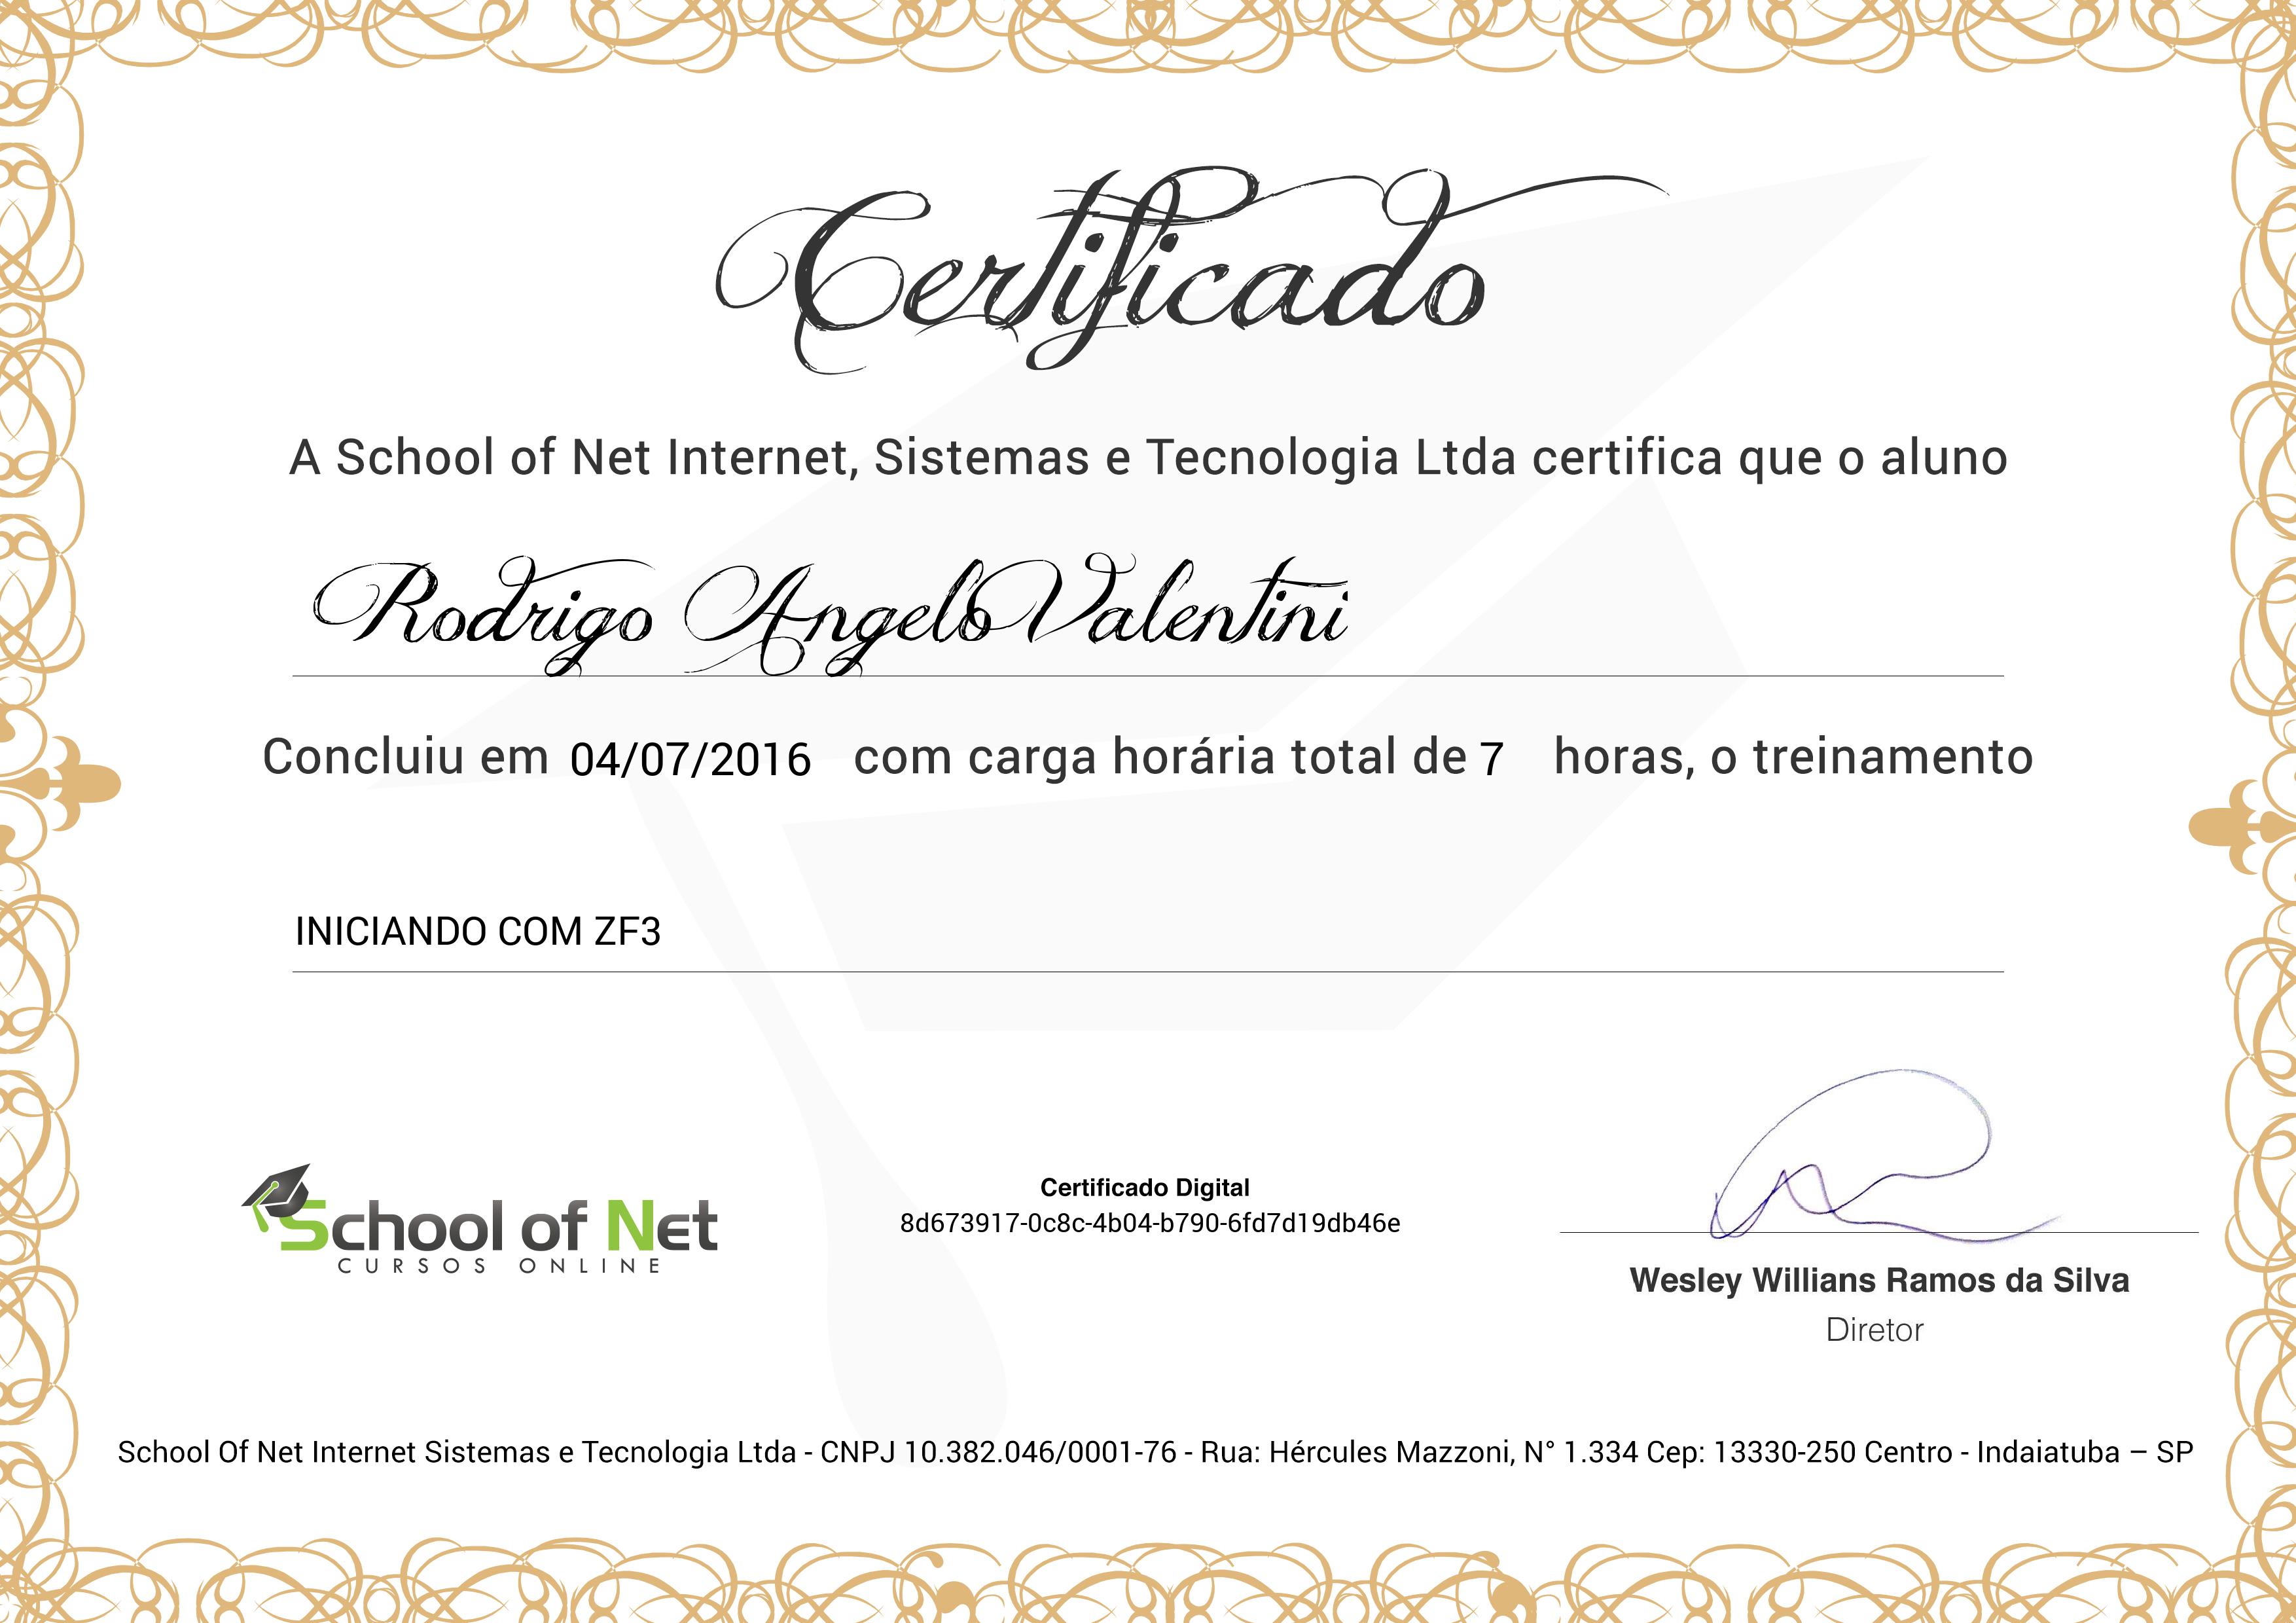 Certificado
A School of Net Internet, Sistemas e Tecnologia Ltda certifica que o aluno
Rodrigo Angelo Valentini
Concluiu em 04/07/2016 com carga horária total de 7 horas, o treinamento
INICIANDO COM ZF3
School of Net
CURSOS ONLINE
Certificado Digital
8d673917-0c8c-4b04-b790-6fd7d19db46e
Wesley Willians Ramos da Silva
Diretor
School Of Net Internet Sistemas e Tecnologia Ltda - CNPJ 10.382.046/0001-76 - Rua: Hércules Mazzoni, N° 1.334 Cep: 13330-250 Centro - Indaiatuba – SP